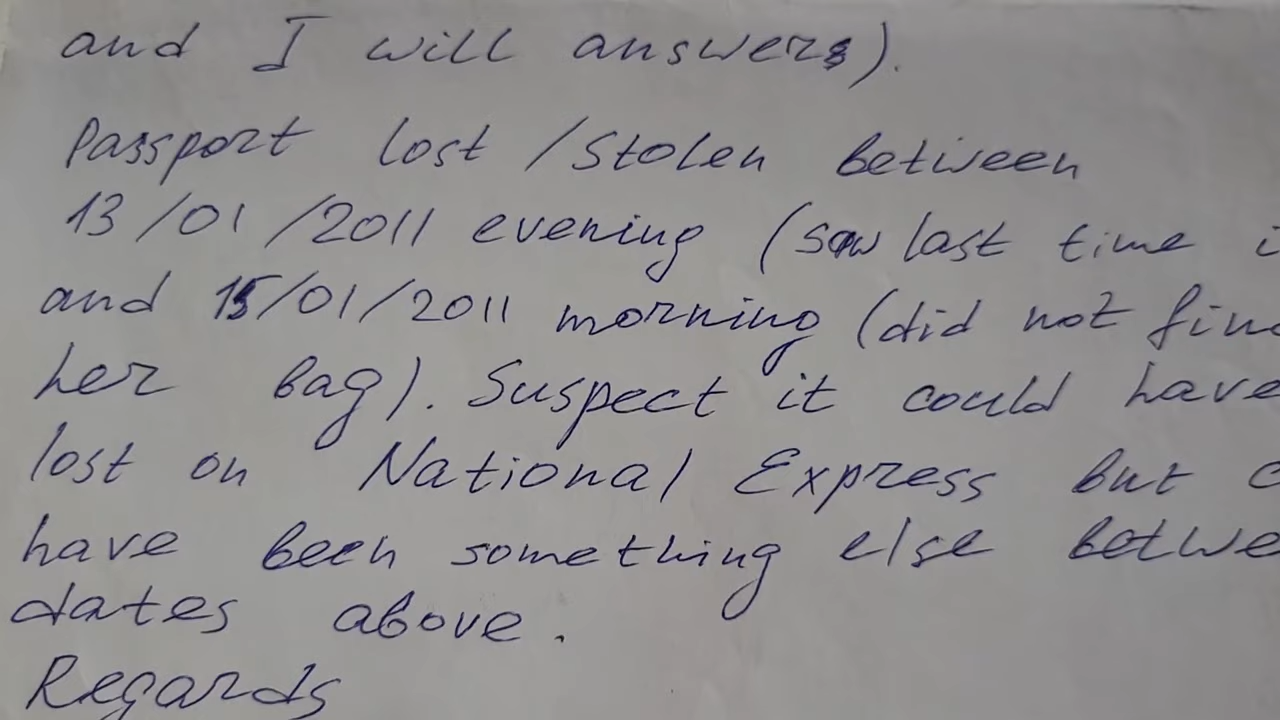 and I will answers).
Passport lost / Stolen between
13/01/2011 evening (saw last time i
and 15/01/2011 morning (did not fin
her bag). Suspect it could have
lost on National Express but c
have been something else betwe
dates above.
Regards